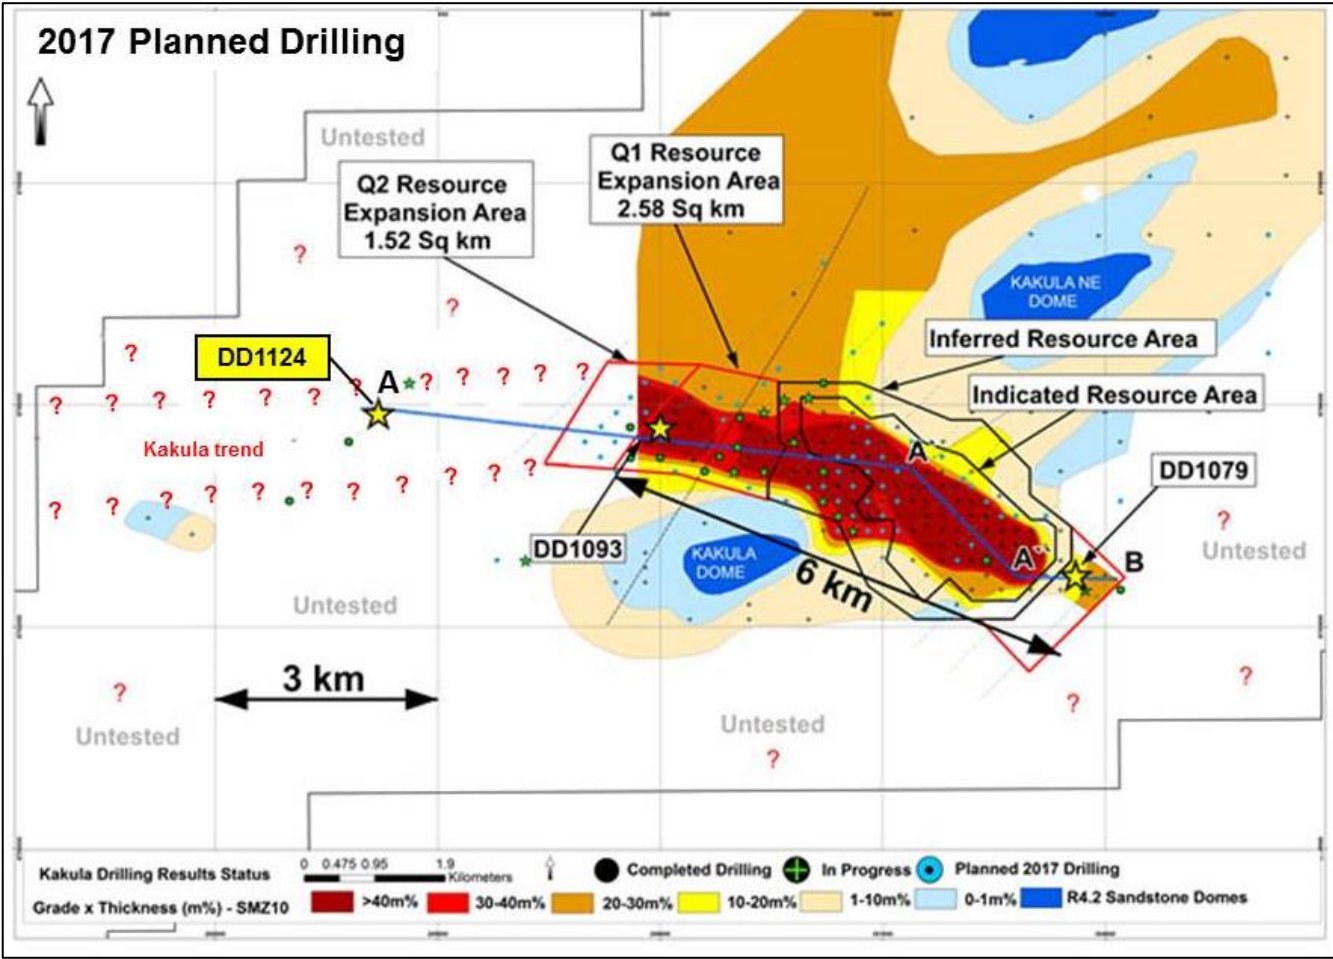 2017 Planned Drilling
Untested
Q2 Resource
Expansion Area
1.52 Sq km
Q1 Resource
Expansion Area
2.58 Sq km
?
?
KAKULA NE
DOME
Inferred Resource Area
?
DD1124
A
? ? ? ? ?
? ? ? ? ? ? ?
Indicated Resource Area
Kakula trend
A`
DD1079
? ? ? ? ? ? ? ? ? ? ?
?
Untested
DD1093
KAKULA
DOME
A``
B
6 km
Untested
3 km
?
?
?
Untested
Untested
?
Kakula Drilling Results Status
0 0.475 0.95 1.9
Kilometers
Completed Drilling
In Progress
Planned 2017 Drilling
Grade x Thickness (m%) - SMZ10
>40m%
30-40m%
20-30m%
10-20m%
1-10m%
0-1m%
R4.2 Sandstone Domes